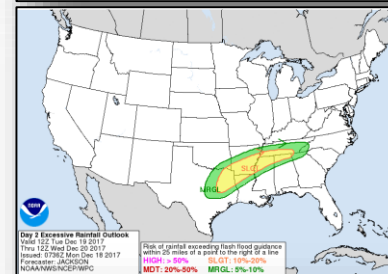 SLGT
MRGL
NOAA
Day 2 Excessive Rainfall Outlook
Valid 12Z Tue Dec 19 2017
Thru 12Z Wed Dec 20 2017
Issued: 0736Z Mon Dec 18 2017
Forecaster: JACKSON
NOAA/NWS/NCEP/WPC
Risk of rainfall exceeding flash flood guidance
within 25 miles of a point to the right of a line
HIGH: > 50% SLGT: 10%-20%
MDT: 20%-50% MRGL: 5%-10%